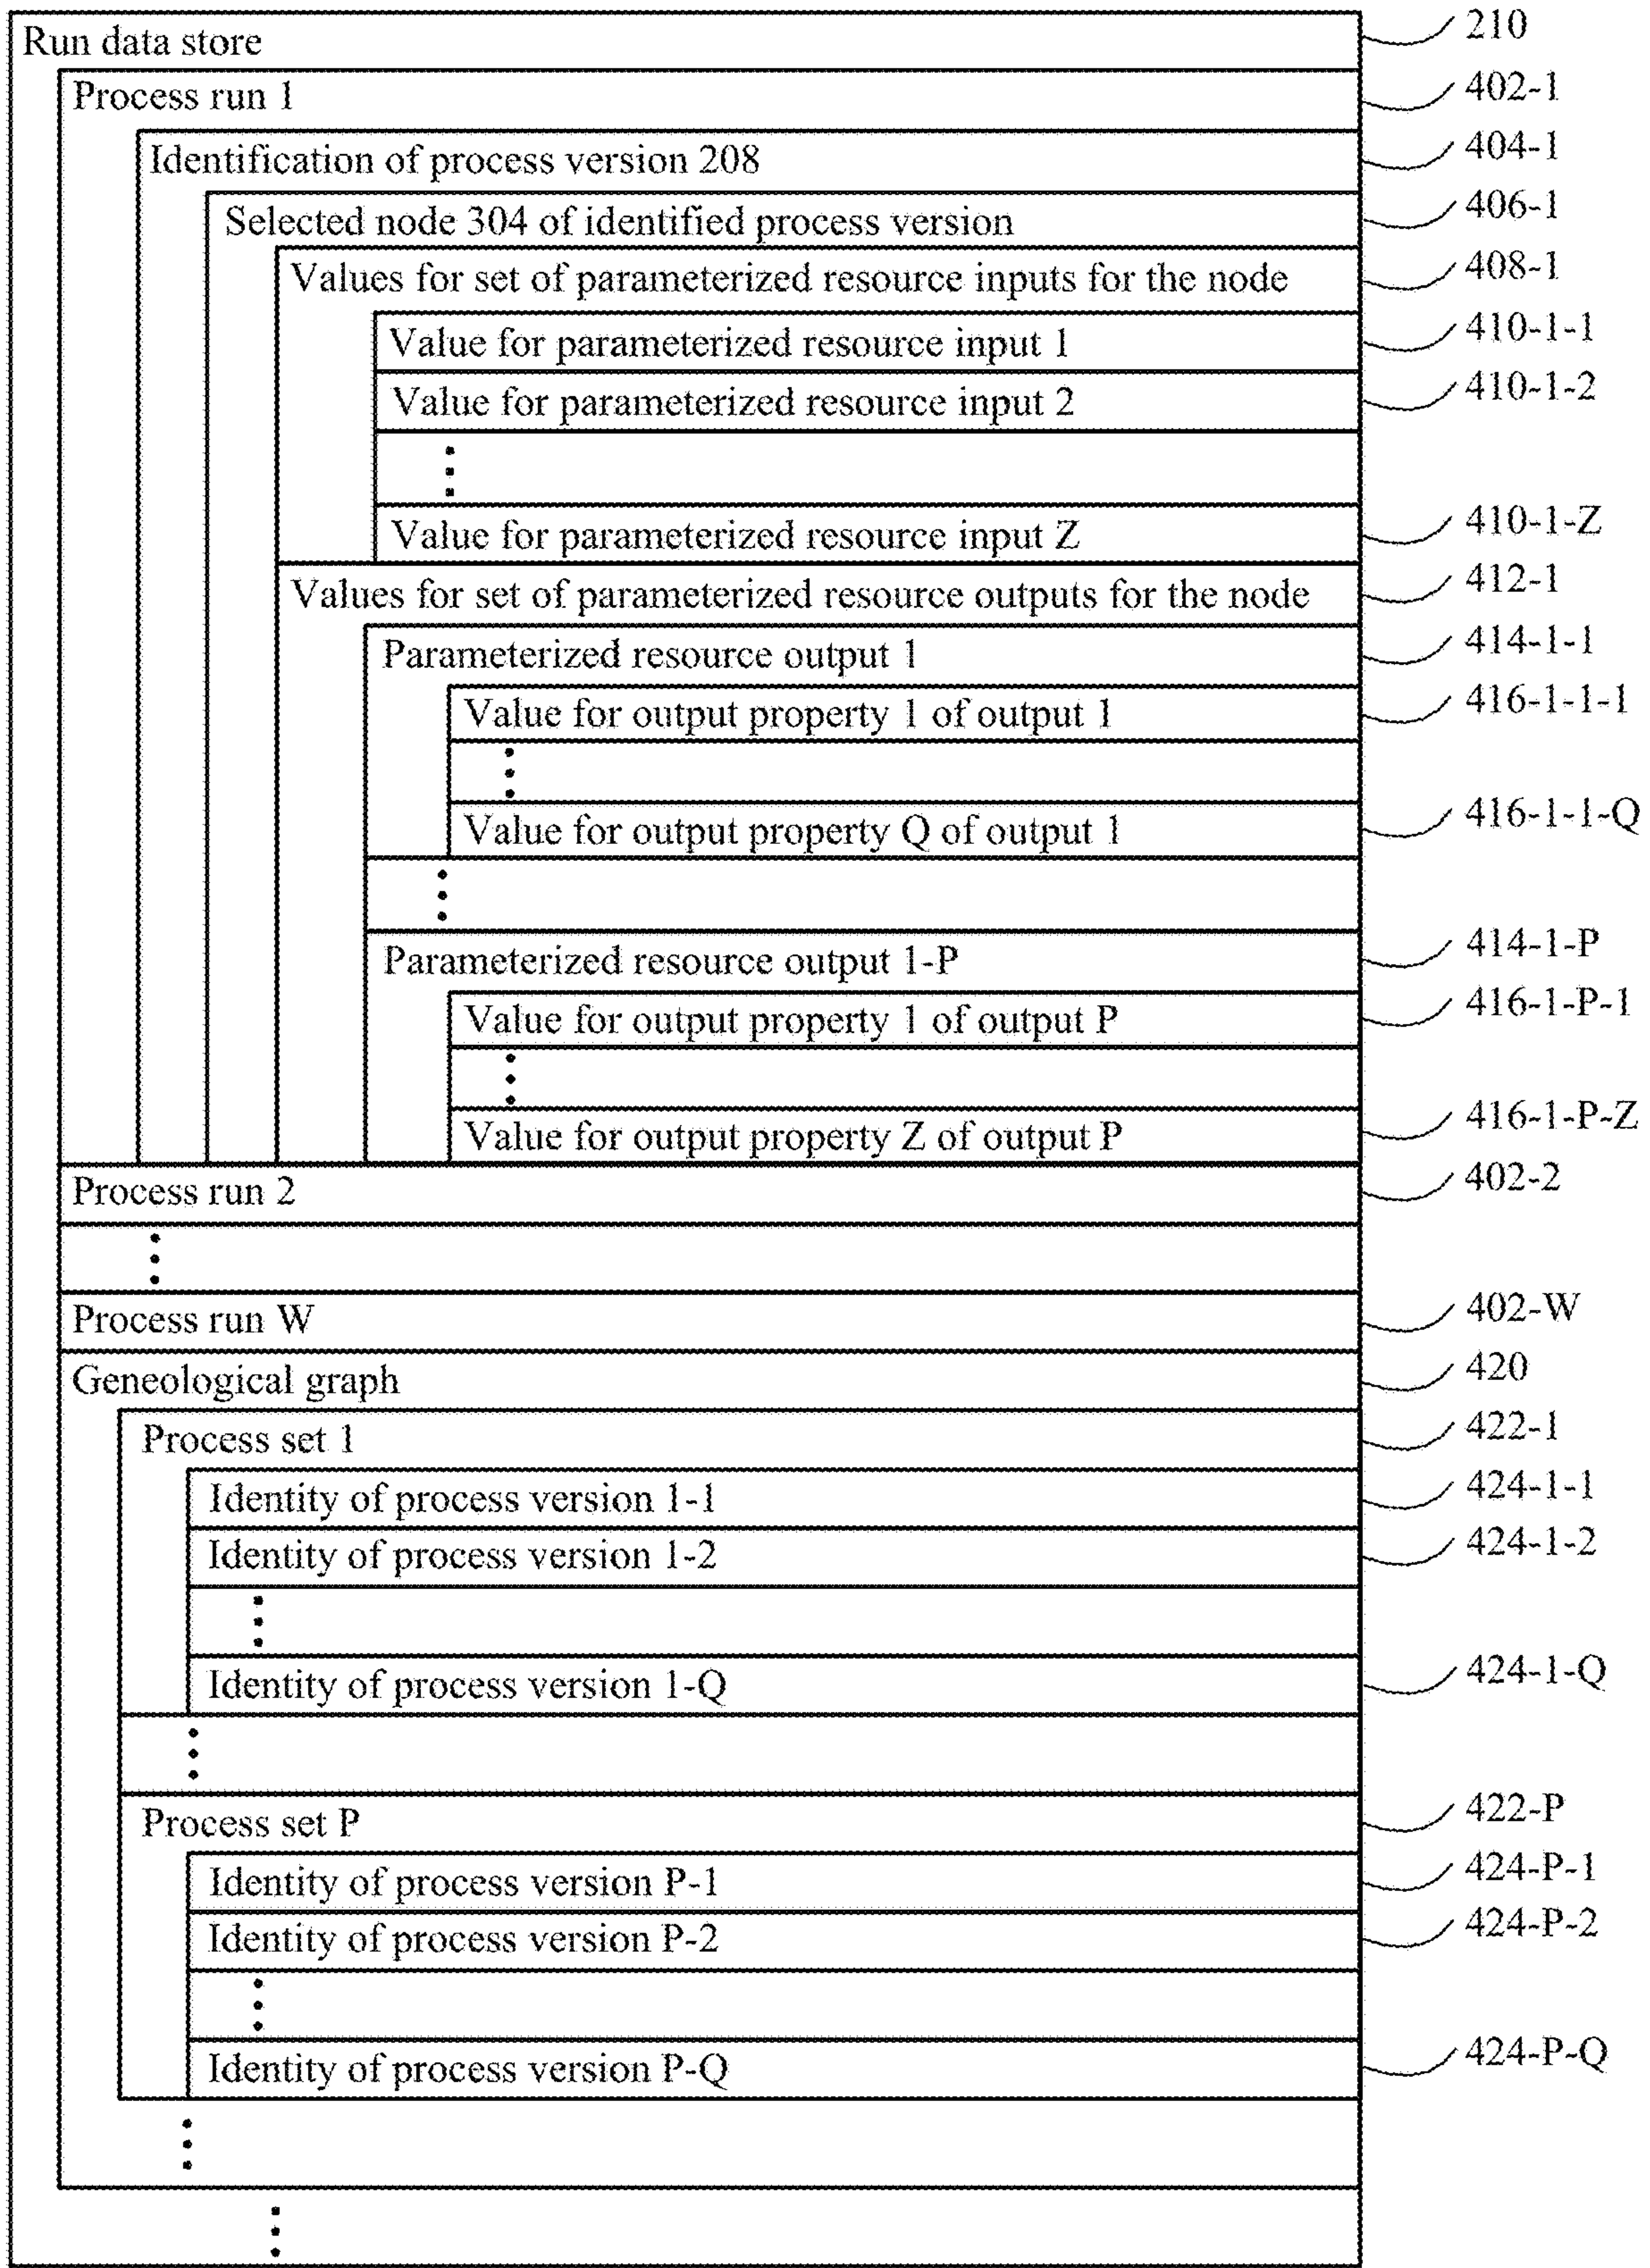 Run data store 210
Process run 1 402-1
Identification of process version 208 404-1
Selected node 304 of identified process version 406-1
Values for set of parameterized resource inputs for the node 408-1
Value for parameterized resource input 1 410-1-1
Value for parameterized resource input 2 410-1-2
Value for parameterized resource input Z 410-1-Z
Values for set of parameterized resource outputs for the node 412-1
Parameterized resource output 1 414-1-1
Value for output property 1 of output 1 416-1-1-1
Value for output property Q of output 1 416-1-1-Q
Parameterized resource output 1-P 414-1-P
Value for output property 1 of output P 416-1-P-1
Value for output property Z of output P 416-1-P-Z
Process run 2 402-2
Process run W 402-W
Geneological graph 420
Process set 1 422-1
Identity of process version 1-1 424-1-1
Identity of process version 1-2 424-1-2
Identity of process version 1-Q 424-1-Q
Process set P 422-P
Identity of process version P-1 424-P-1
Identity of process version P-2 424-P-2
Identity of process version P-Q 424-P-Q